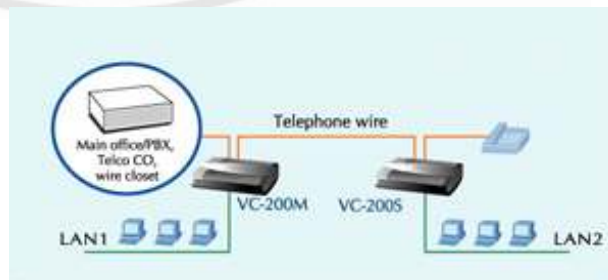 Main office/PBX,
Telco CO,
wire closet
Telephone wire
VC-200M
VC-200S
LAN1
LAN2